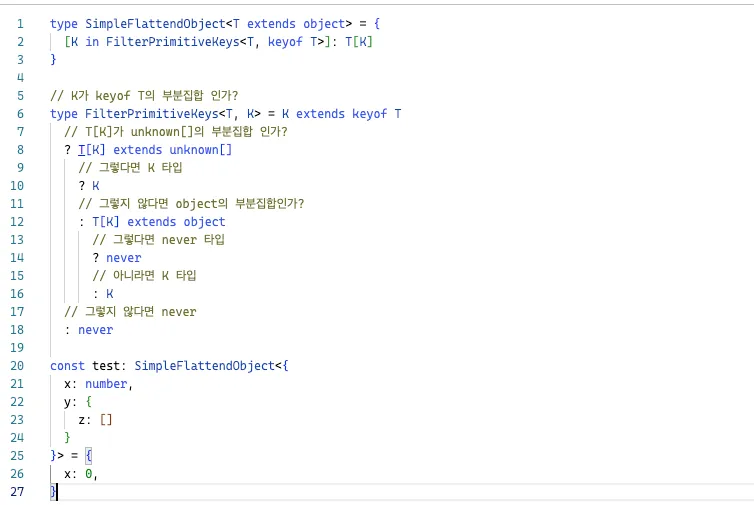 1 type SimpleFlattendObject<T extends object> = {
2   [K in FilterPrimitiveKeys<T, keyof T>]: T[K]
3 }
4
5 // K가 keyof T의 부분집합 인가?
6 type FilterPrimitiveKeys<T, K> = K extends keyof T
7   // T[K]가 unknown[]의 부분집합 인가?
8   ? T[K] extends unknown[]
9     // 그렇다면 K 타입
10     ? K
11     // 그렇지 않다면 object의 부분집합인가?
12     : T[K] extends object
13       // 그렇다면 never 타입
14       ? never
15       // 아니라면 K 타입
16       : K
17   // 그렇지 않다면 never
18   : never
19
20 const test: SimpleFlattendObject<{
21   x: number,
22   y: {
23     z: []
24   }
25 }> = {
26   x: 0,
27 }